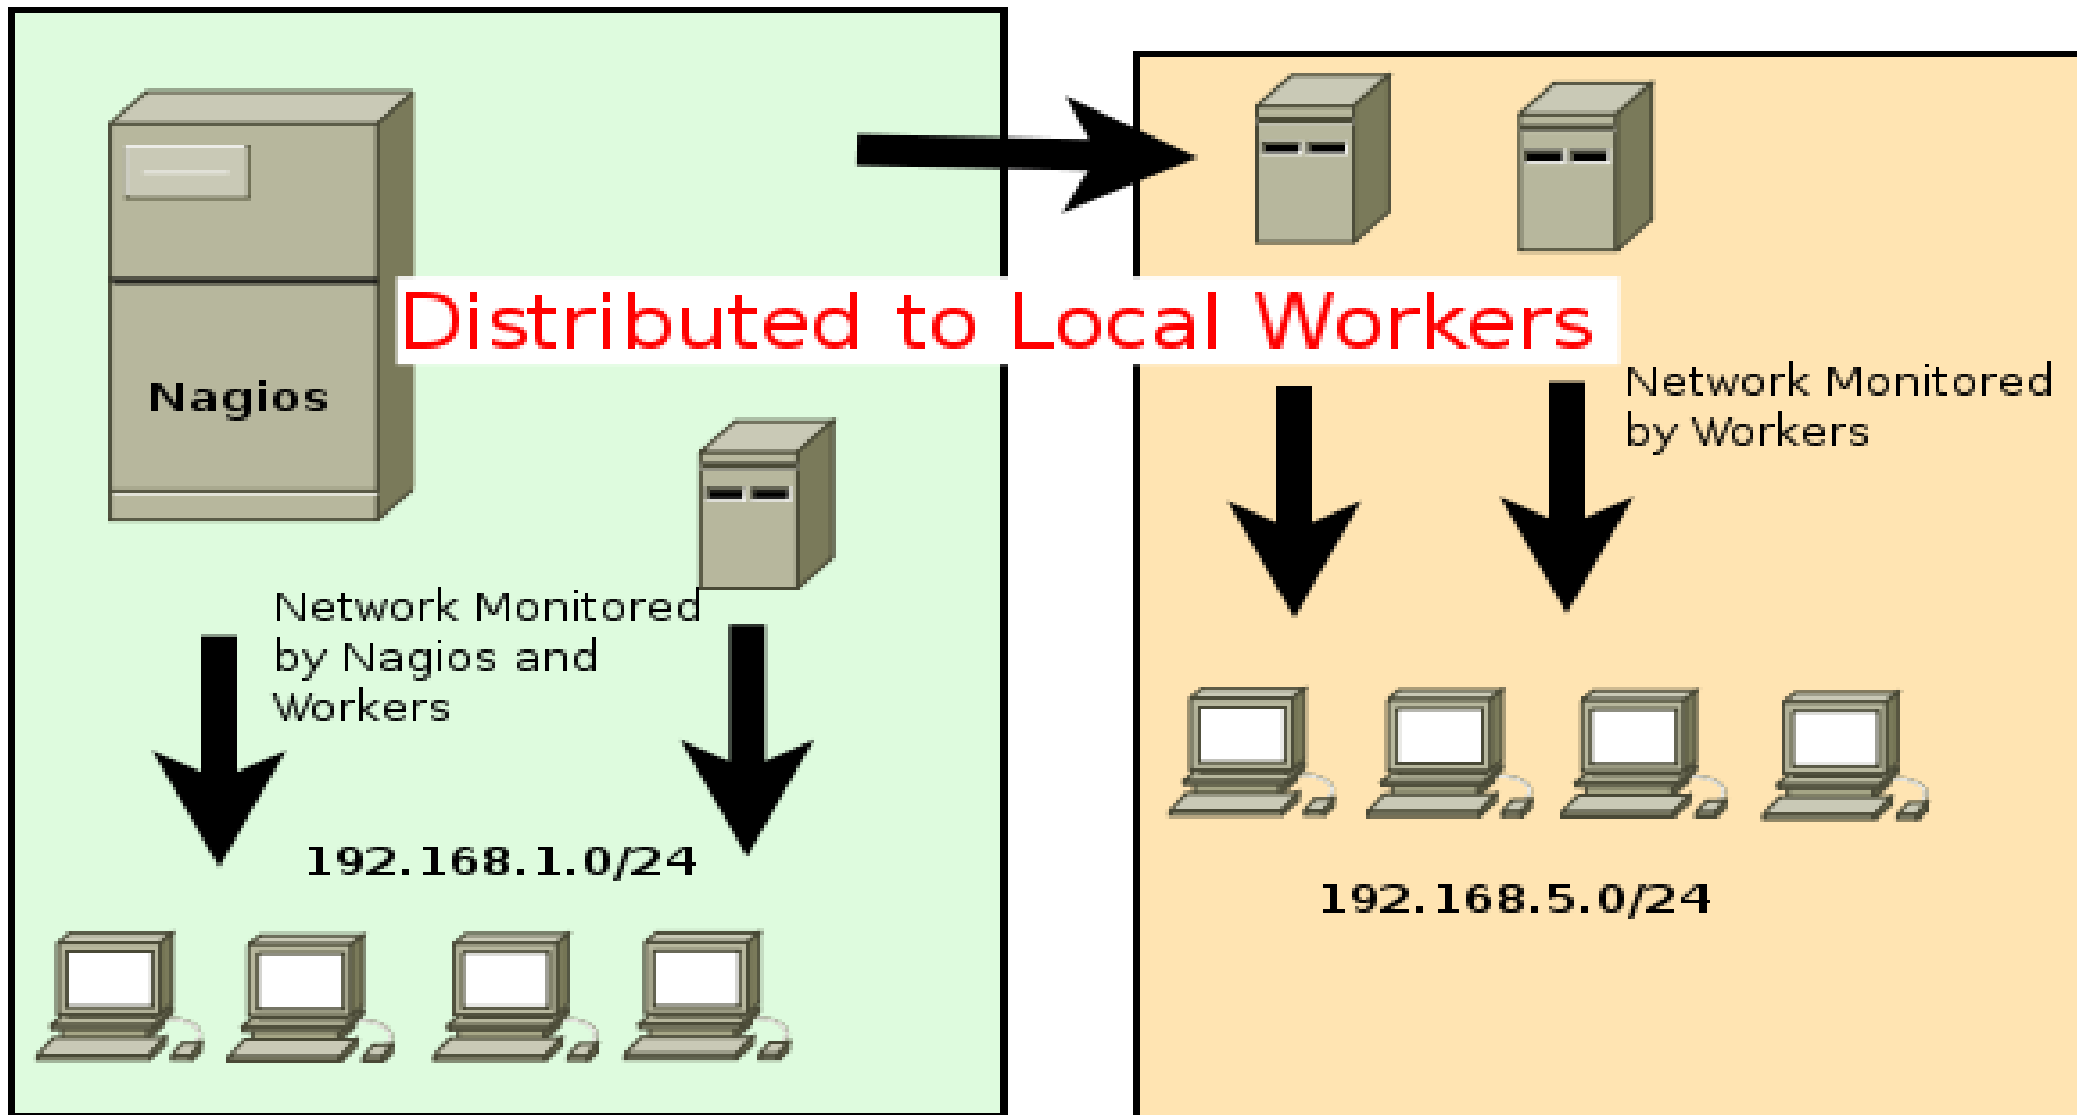 Distributed to Local Workers
Nagios
Network Monitored
by Nagios and
Workers
192.168.1.0/24
Network Monitored
by Workers
192.168.5.0/24